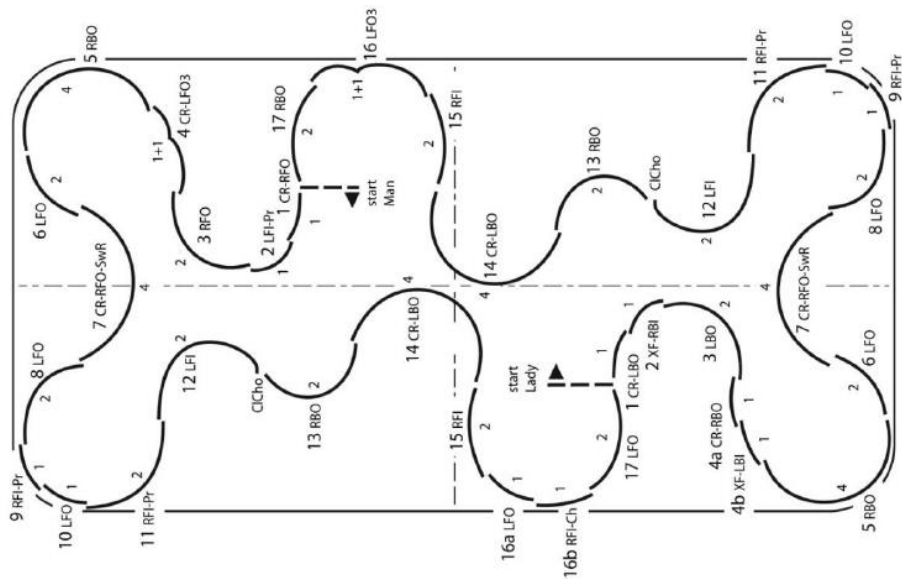 start
Man
1 CR-RFO
1
2 LFI-Pr
1
3 RFO
2
4 CR-LFO3
1+1
5 RBO
4
6 LFO
2
7 CR-RFO-SwR
4
8 LFO
2
9 RFI-Pr
1
10 LFO
1
11 RFI-Pr
2
12 LFI
2
ClCho
13 RBO
2
14 CR-LBO
4
15 RFI
2
16a LFO
1
16b RFI-Ch
1
17 LFO
2
start
Lady
1 CR-LBO
1
2 XF-RBI
1
3 LBO
2
4a CR-RBO
1
4b XF-LBI
1
5 RBO
4
6 LFO
2
7 CR-RFO-SwR
4
8 LFO
2
9 RFI-Pr
1
10 LFO
1
11 RFI-Pr
2
12 LFI
2
ClCho
13 RBO
2
14 CR-LBO
4
15 RFI
2
16 LFO3
1+1
17 RBO
2